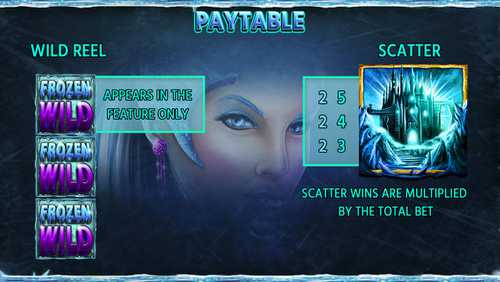 PAYTABLE
WILD REEL
FROZEN
WILD
APPEARS IN THE
FEATURE ONLY
FROZEN
WILD
FROZEN
WILD
SCATTER
2 5
2 4
2 3
SCATTER WINS ARE MULTIPLIED
BY THE TOTAL BET